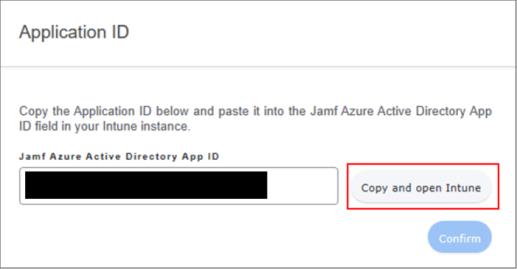 Application ID
Copy the Application ID below and paste it into the Jamf Azure Active Directory App
ID field in your Intune instance.
Jamf Azure Active Directory App ID
Copy and open Intune
Confirm